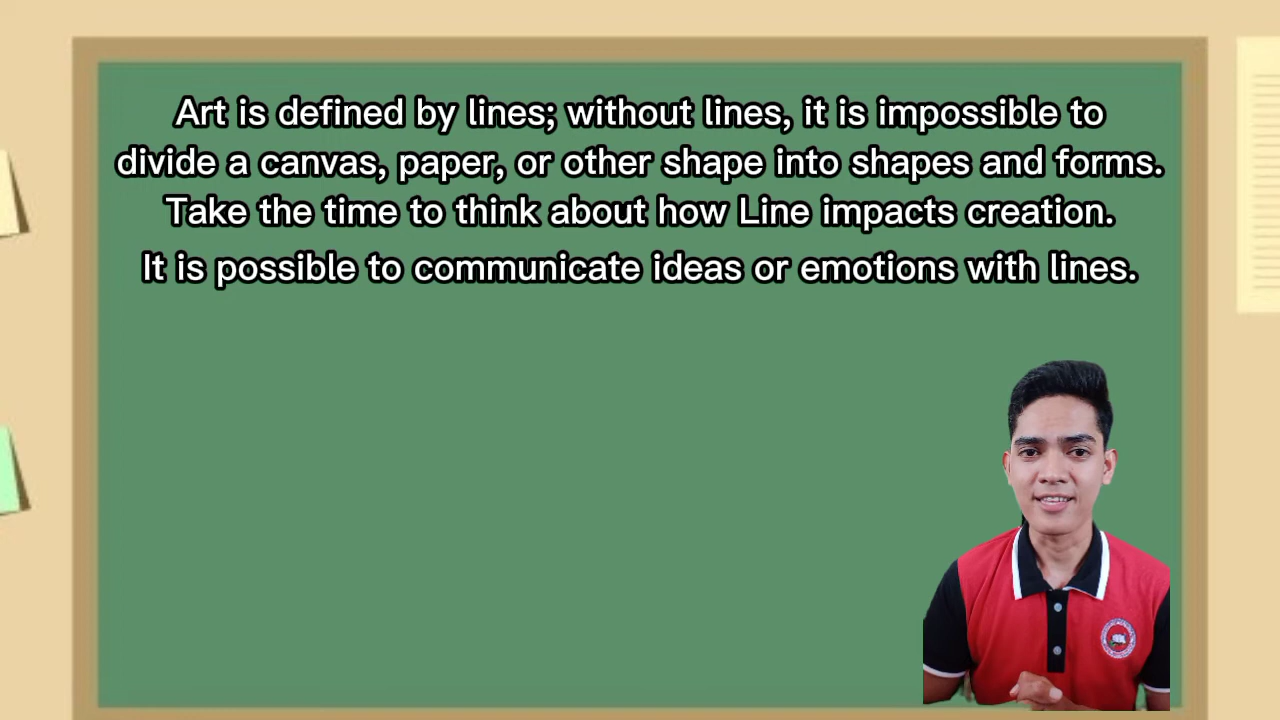 Art is defined by lines; without lines, it is impossible to
divide a canvas, paper, or other shape into shapes and forms.
Take the time to think about how Line impacts creation.
It is possible to communicate ideas or emotions with lines.